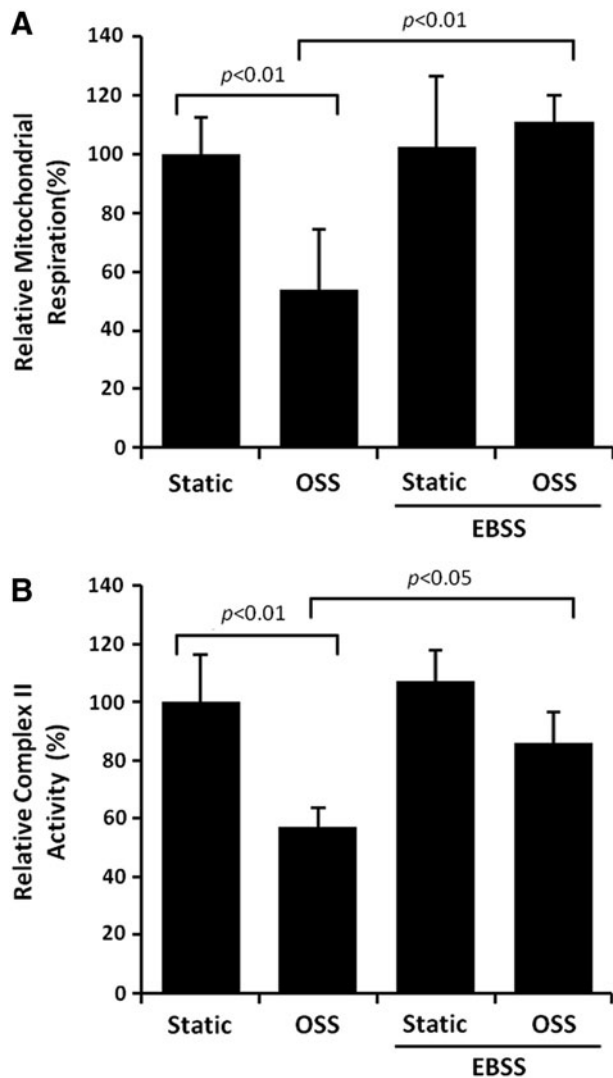 A
Relative Mitochondrial
Respiration(%)
140
120
100
80
60
40
20
0
p<0.01
p<0.01
Static OSS Static OSS
EBSS
B
Relative Complex II
Activity (%)
140
120
100
80
60
40
20
0
p<0.01
p<0.05
Static OSS Static OSS
EBSS